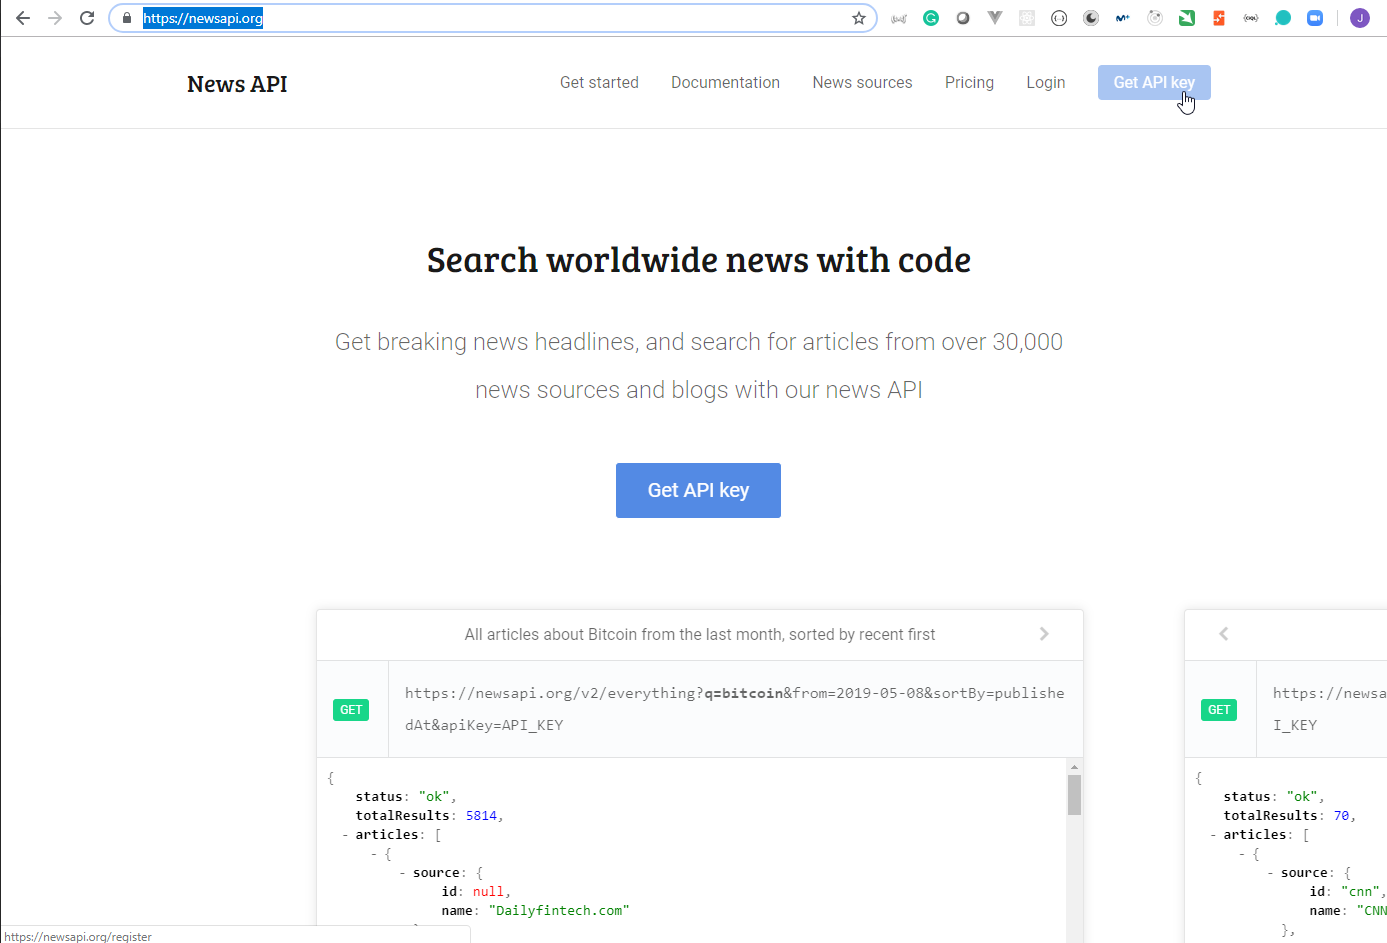 https://newsapi.org
J
News API
Get started
Documentation
News sources
Pricing
Login
Get API key
Search worldwide news with code
Get breaking news headlines, and search for articles from over 30,000
news sources and blogs with our news API
Get API key
All articles about Bitcoin from the last month, sorted by recent first
GET
https://newsapi.org/v2/everything?q=bitcoin&from=2019-05-08&sortBy=publishe
dAt&apiKey=API_KEY
{
status: "ok",
totalResults: 5814,
- articles: [
- {
- source: {
id: null,
name: "Dailyfintech.com"
GET
https://newsa
I_KEY
{
status: "ok",
totalResults: 70,
- articles: [
- {
- source: {
id: "cnn",
name: "CNN
},
https://newsapi.org/register